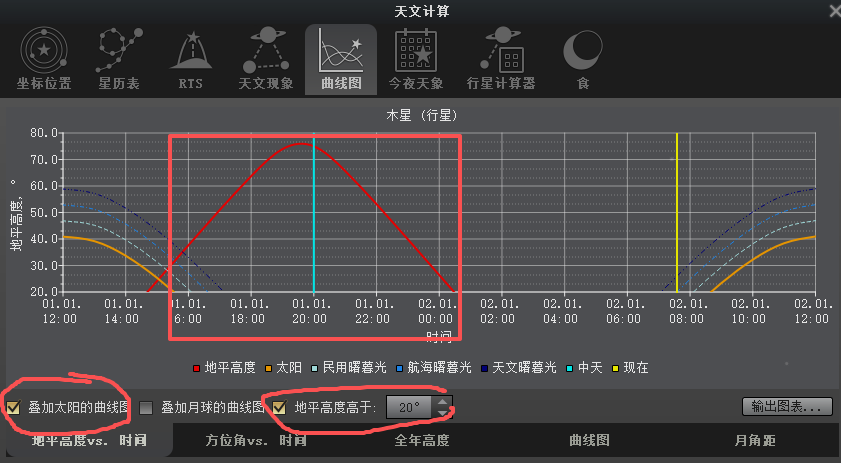 天文计算
坐标位置 星历表 RTS 天文现象 曲线图 今夜天象 行星计算器 食
木星 (行星)
80.0
70.0
60.0
50.0
40.0
30.0
20.0
地平高度, °
01.01. 01.01. 01.01. 01.01. 01.01. 01.01. 02.01. 02.01. 02.01. 02.01. 02.01. 02.01. 02.01.
12:00 14:00 6:00 18:00 20:00 22:00 00:00 02:00 04:00 06:00 08:00 10:00 12:00
时间
地平高度 太阳 民用曙暮光 航海曙暮光 天文曙暮光 中天 现在
叠加太阳的曲线图 叠加月球的曲线图 地平高度高于: 20° 输出图表...
地平高度vs. 时间 方位角vs. 时间 全年高度 曲线图 月角距